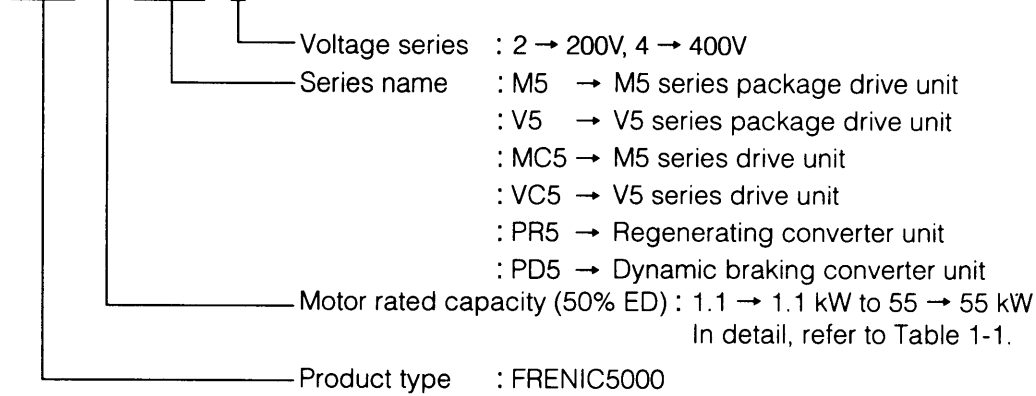 Voltage series : 2 → 200V, 4 → 400V
Series name : M5 → M5 series package drive unit
: V5 → V5 series package drive unit
: MC5 → M5 series drive unit
: VC5 → V5 series drive unit
: PR5 → Regenerating converter unit
: PD5 → Dynamic braking converter unit
Motor rated capacity (50% ED) : 1.1 → 1.1 kW to 55 → 55 kW
In detail, refer to Table 1-1.
Product type : FRENIC5000